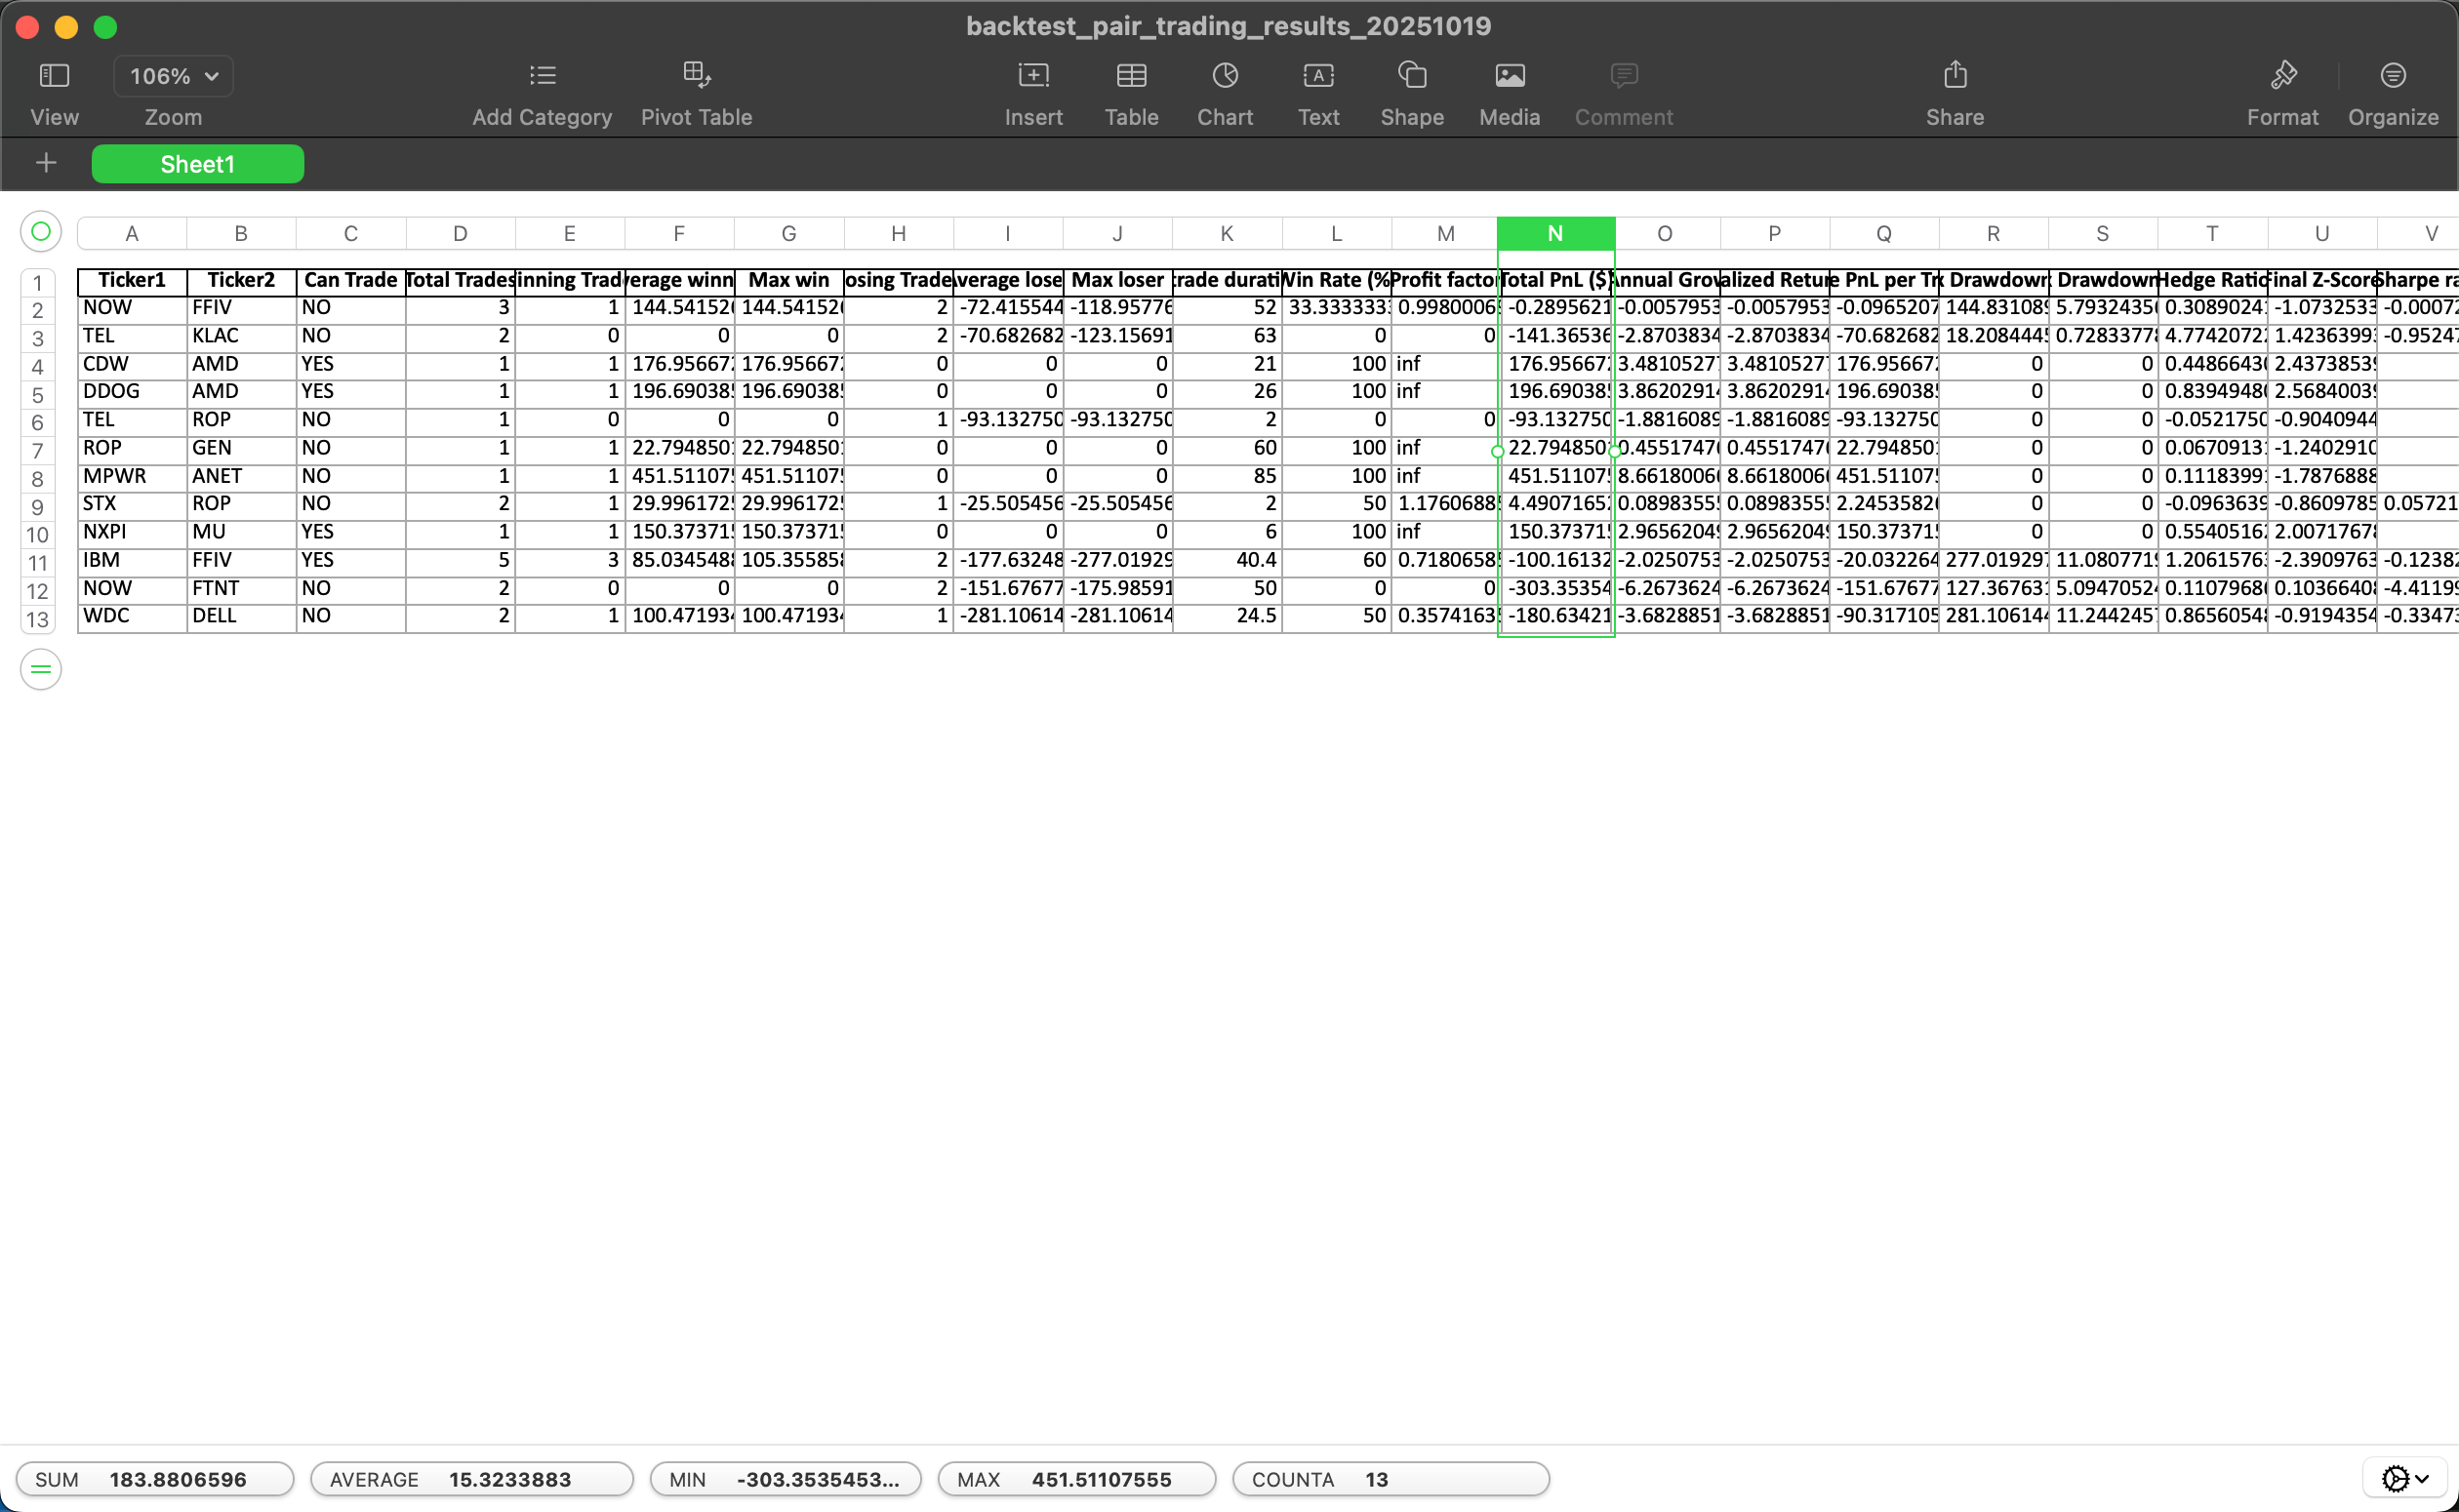 backtest_pair_trading_results_20251019
106%
View Zoom Add Category Pivot Table Insert Table Chart Text Shape Media Comment Share Format Organize
+ Sheet1
A B C D E F G H I J K L M N O P Q R S T U V
1 Ticker1 Ticker2 Can Trade Total Trades inning Trad verage winn Max win osing Trade verage lose Max loser trade durati Win Rate (% Profit factor Total PnL ($) Annual Grow alized Retur e PnL per Tr x Drawdown Drawdown Hedge Ratio Final Z-Score Sharpe ra
2 NOW FFIV NO 3 1 144.541520 144.541520 2 -72.415544 -118.95776 52 33.333333 0.9980006 -0.2895621 -0.0057953 -0.0057953 -0.0965207 144.831089 5.7932435 0.3089024 -1.0732533 -0.00072
3 TEL KLAC NO 2 0 0 0 2 -70.682682 -123.15691 63 0 0 -141.36536 -2.8703834 -2.8703834 -70.682682 18.2084445 0.7283377 4.7742072 1.4236399 -0.9524
4 CDW AMD YES 1 1 176.95667 176.95667 0 0 0 21 100 inf 176.95667 3.4810527 3.4810527 176.95667 0 0 0.4486643 2.4373853
5 DDOG AMD YES 1 1 196.69038 196.69038 0 0 0 26 100 inf 196.69038 3.8620291 3.8620291 196.69038 0 0 0.8394948 2.5684003
6 TEL ROP NO 1 0 0 0 1 -93.132750 -93.132750 2 0 0 -93.132750 -1.8816089 -1.8816089 -93.132750 0 0 -0.0521750 -0.9040944
7 ROP GEN NO 1 1 22.794850 22.794850 0 0 0 60 100 inf 22.794850 0.4551747 0.4551747 22.794850 0 0 0.0670913 -1.2402910
8 MPWR ANET NO 1 1 451.51107 451.51107 0 0 0 85 100 inf 451.51107 8.6618006 8.6618006 451.51107 0 0 0.1118399 -1.7876888
9 STX ROP NO 2 1 29.996172 29.996172 1 -25.505456 -25.505456 2 50 1.1760688 4.4907165 0.0898355 0.0898355 2.2453582 0 0 -0.0963639 -0.8609785 0.05721
10 NXPI MU YES 1 1 150.37371 150.37371 0 0 0 6 100 inf 150.37371 2.9656204 2.9656204 150.37371 0 0 0.5540516 2.0071767
11 IBM FFIV YES 5 3 85.034548 105.35585 2 -177.63248 -277.01929 40.4 60 0.7180658 -100.16132 -2.0250753 -2.0250753 -20.032264 277.01929 11.080771 1.2061576 -2.3909763 -0.1238
12 NOW FTNT NO 2 0 0 0 2 -151.67677 -175.98591 50 0 0 -303.35354 -6.2673624 -6.2673624 -151.67677 127.36763 5.0947052 0.1107968 0.1036640 -4.4119
13 WDC DELL NO 2 1 100.47193 100.47193 1 -281.10614 -281.10614 24.5 50 0.3574163 -180.63421 -3.6828851 -3.6828851 -90.317105 281.10614 11.244245 0.8656054 -0.9194354 -0.3347
SUM 183.8806596 AVERAGE 15.3233883 MIN -303.3535453... MAX 451.51107555 COUNTA 13